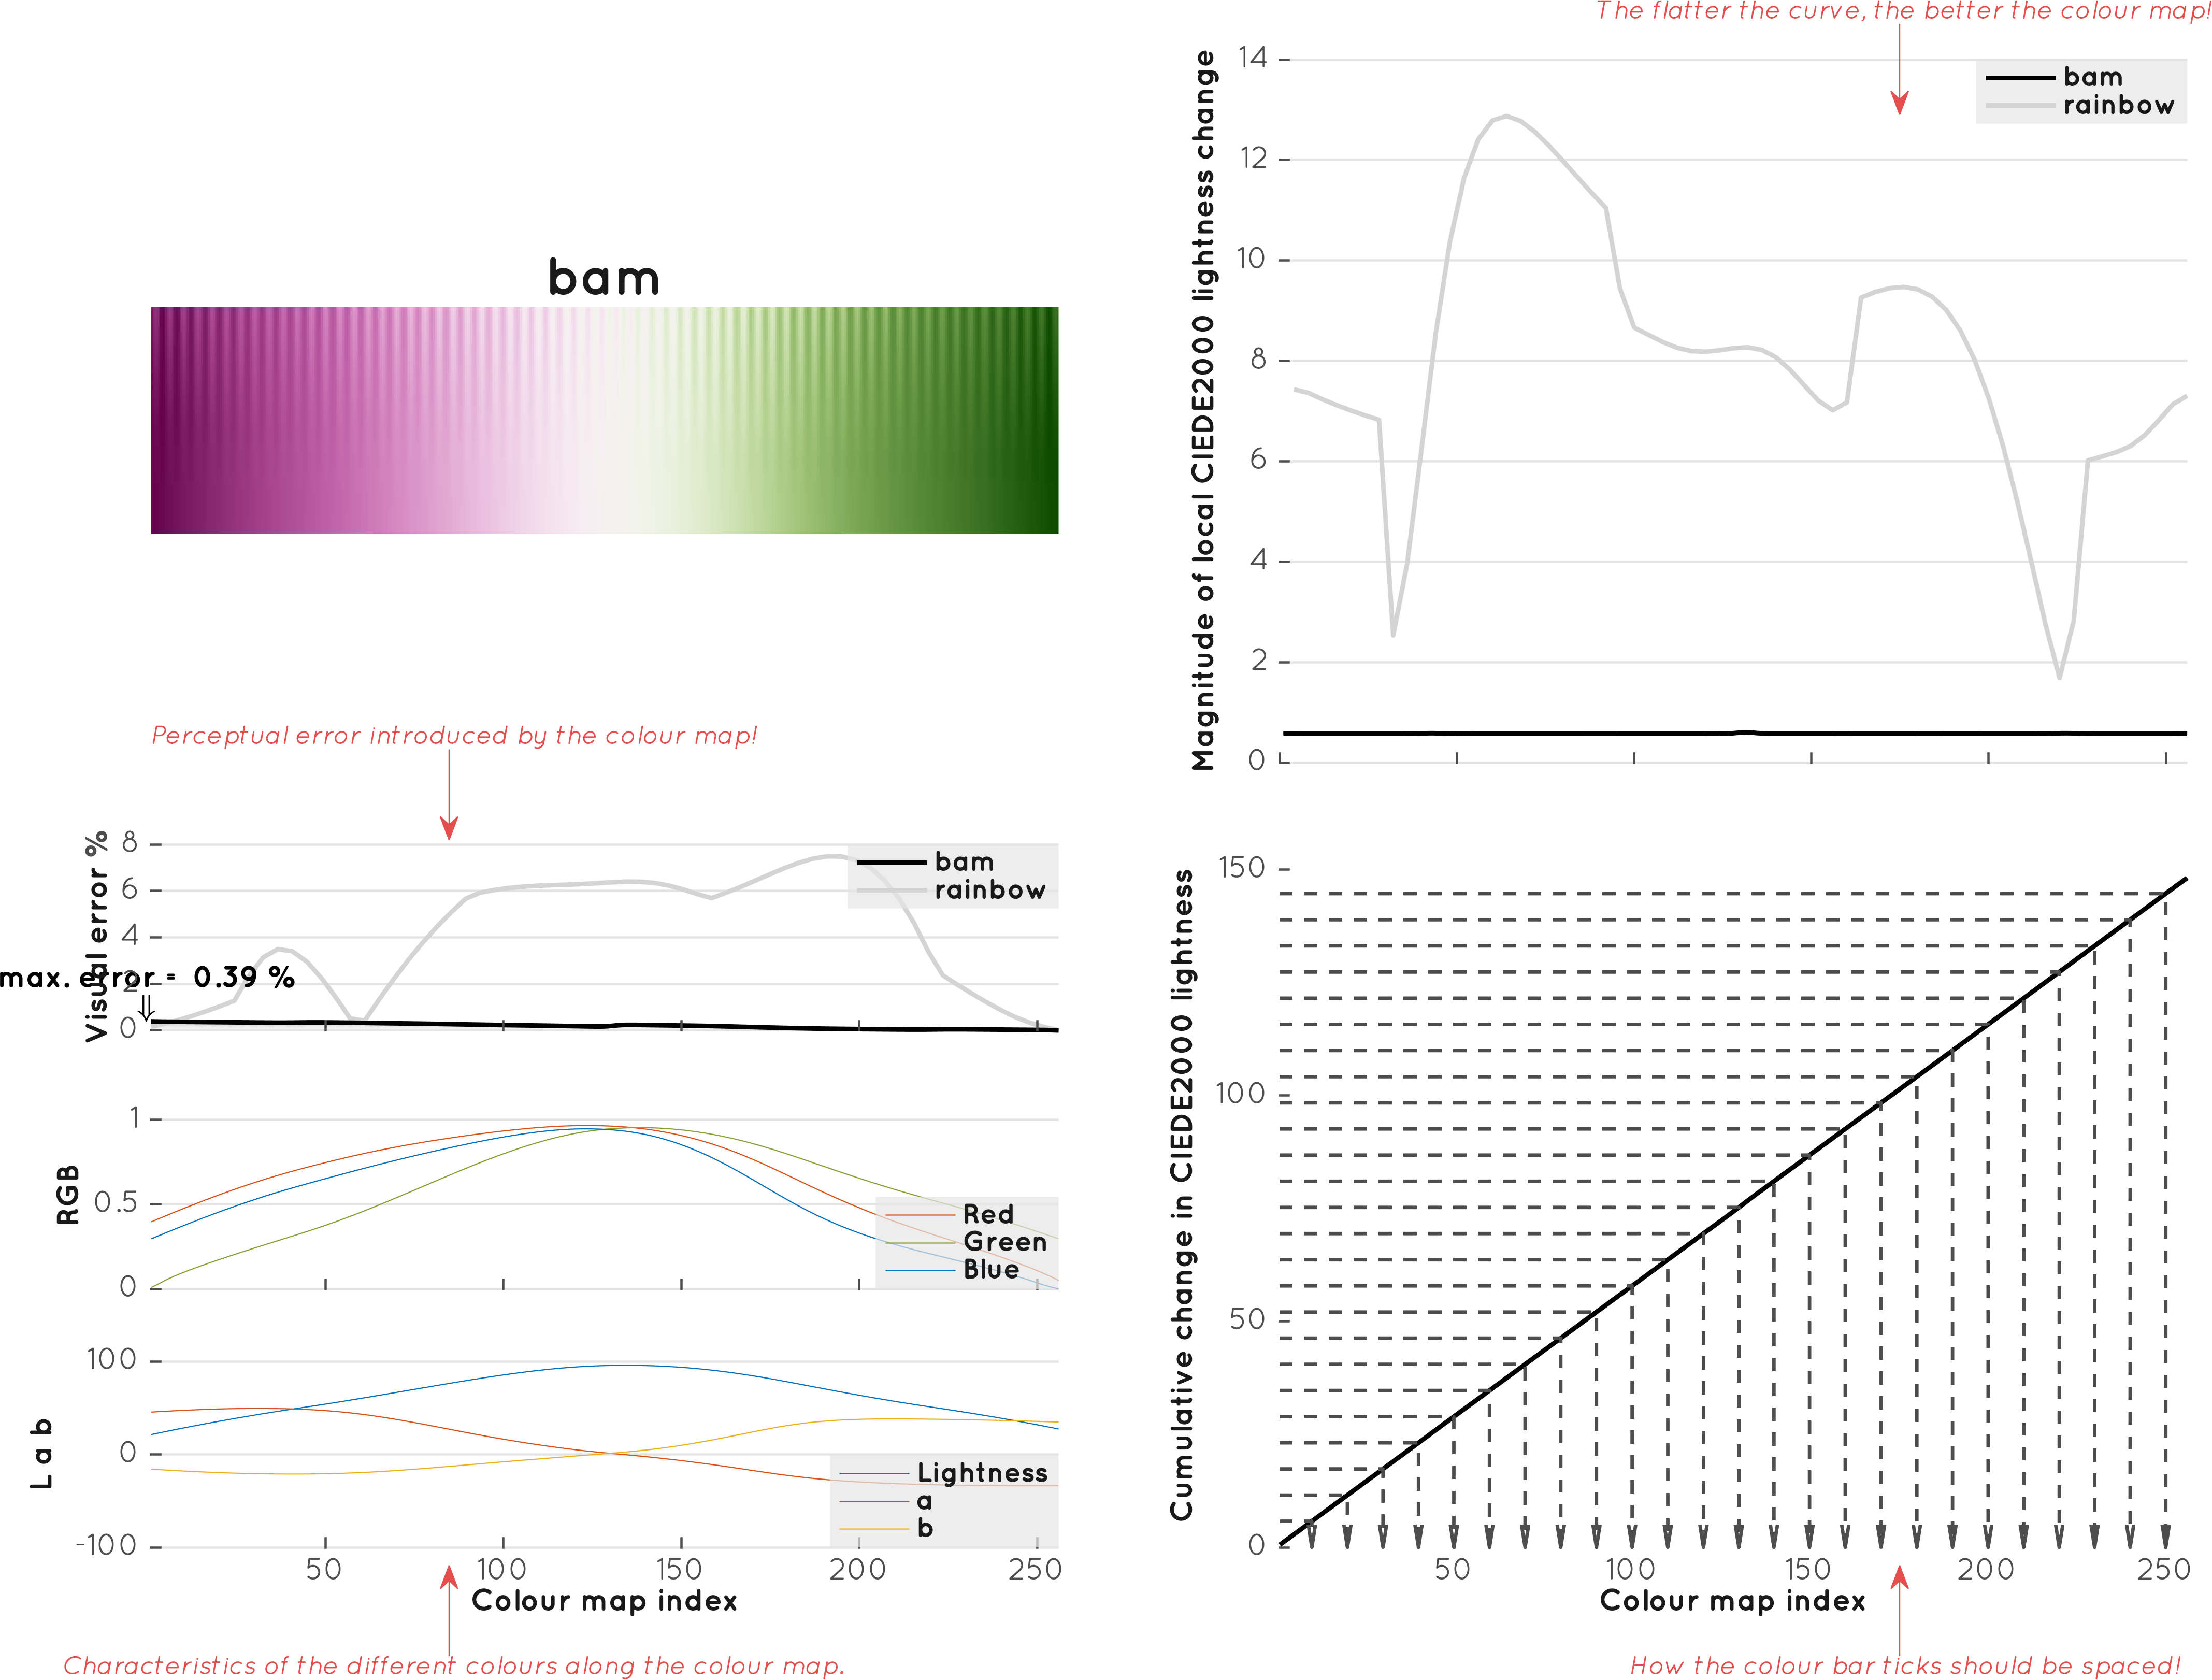 The flatter the curve, the better the colour map!
bam
Perceptual error introduced by the colour map!
Visual error %
8
6
4
2
0
bam
rainbow
max. error = 0.39 %
RGB
1
0.5
0
Red
Green
Blue
L a b
100
0
-100
Lightness
a
b
50
100
150
200
250
Colour map index
Characteristics of the different colours along the colour map.
Magnitude of local CIEDE2000 lightness change
14
12
10
8
6
4
2
0
bam
rainbow
Cumulative change in CIEDE2000 lightness
150
100
50
0
50
100
150
200
250
Colour map index
How the colour bar ticks should be spaced!